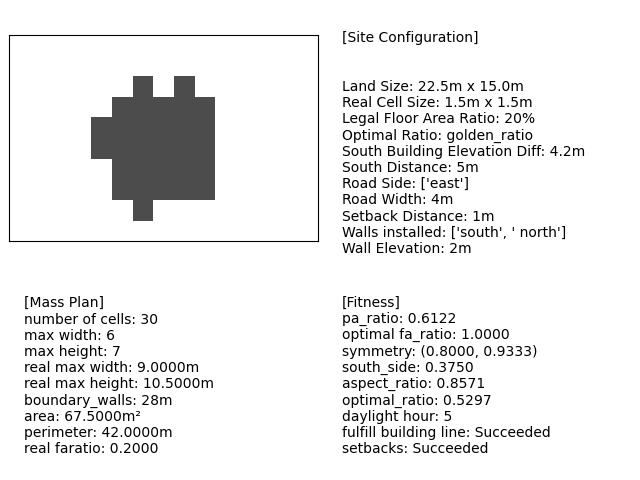 [Site Configuration]
Land Size: 22.5m x 15.0m
Real Cell Size: 1.5m x 1.5m
Legal Floor Area Ratio: 20%
Optimal Ratio: golden_ratio
South Building Elevation Diff: 4.2m
South Distance: 5m
Road Side: ['east']
Road Width: 4m
Setback Distance: 1m
Walls installed: ['south', ' north']
Wall Elevation: 2m
[Mass Plan]
number of cells: 30
max width: 6
max height: 7
real max width: 9.0000m
real max height: 10.5000m
boundary_walls: 28m
area: 67.5000m²
perimeter: 42.0000m
real faratio: 0.2000
[Fitness]
pa_ratio: 0.6122
optimal fa_ratio: 1.0000
symmetry: (0.8000, 0.9333)
south_side: 0.3750
aspect_ratio: 0.8571
optimal_ratio: 0.5297
daylight hour: 5
fulfill building line: Succeeded
setbacks: Succeeded